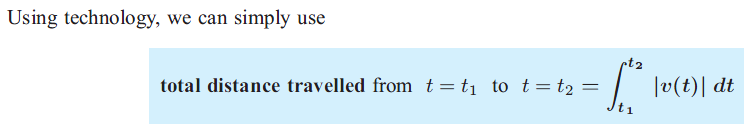 Using technology, we can simply use
total distance travelled from t = t₁ to t = t₂ = ∫_{t₁}^{t₂} |v(t)| dt